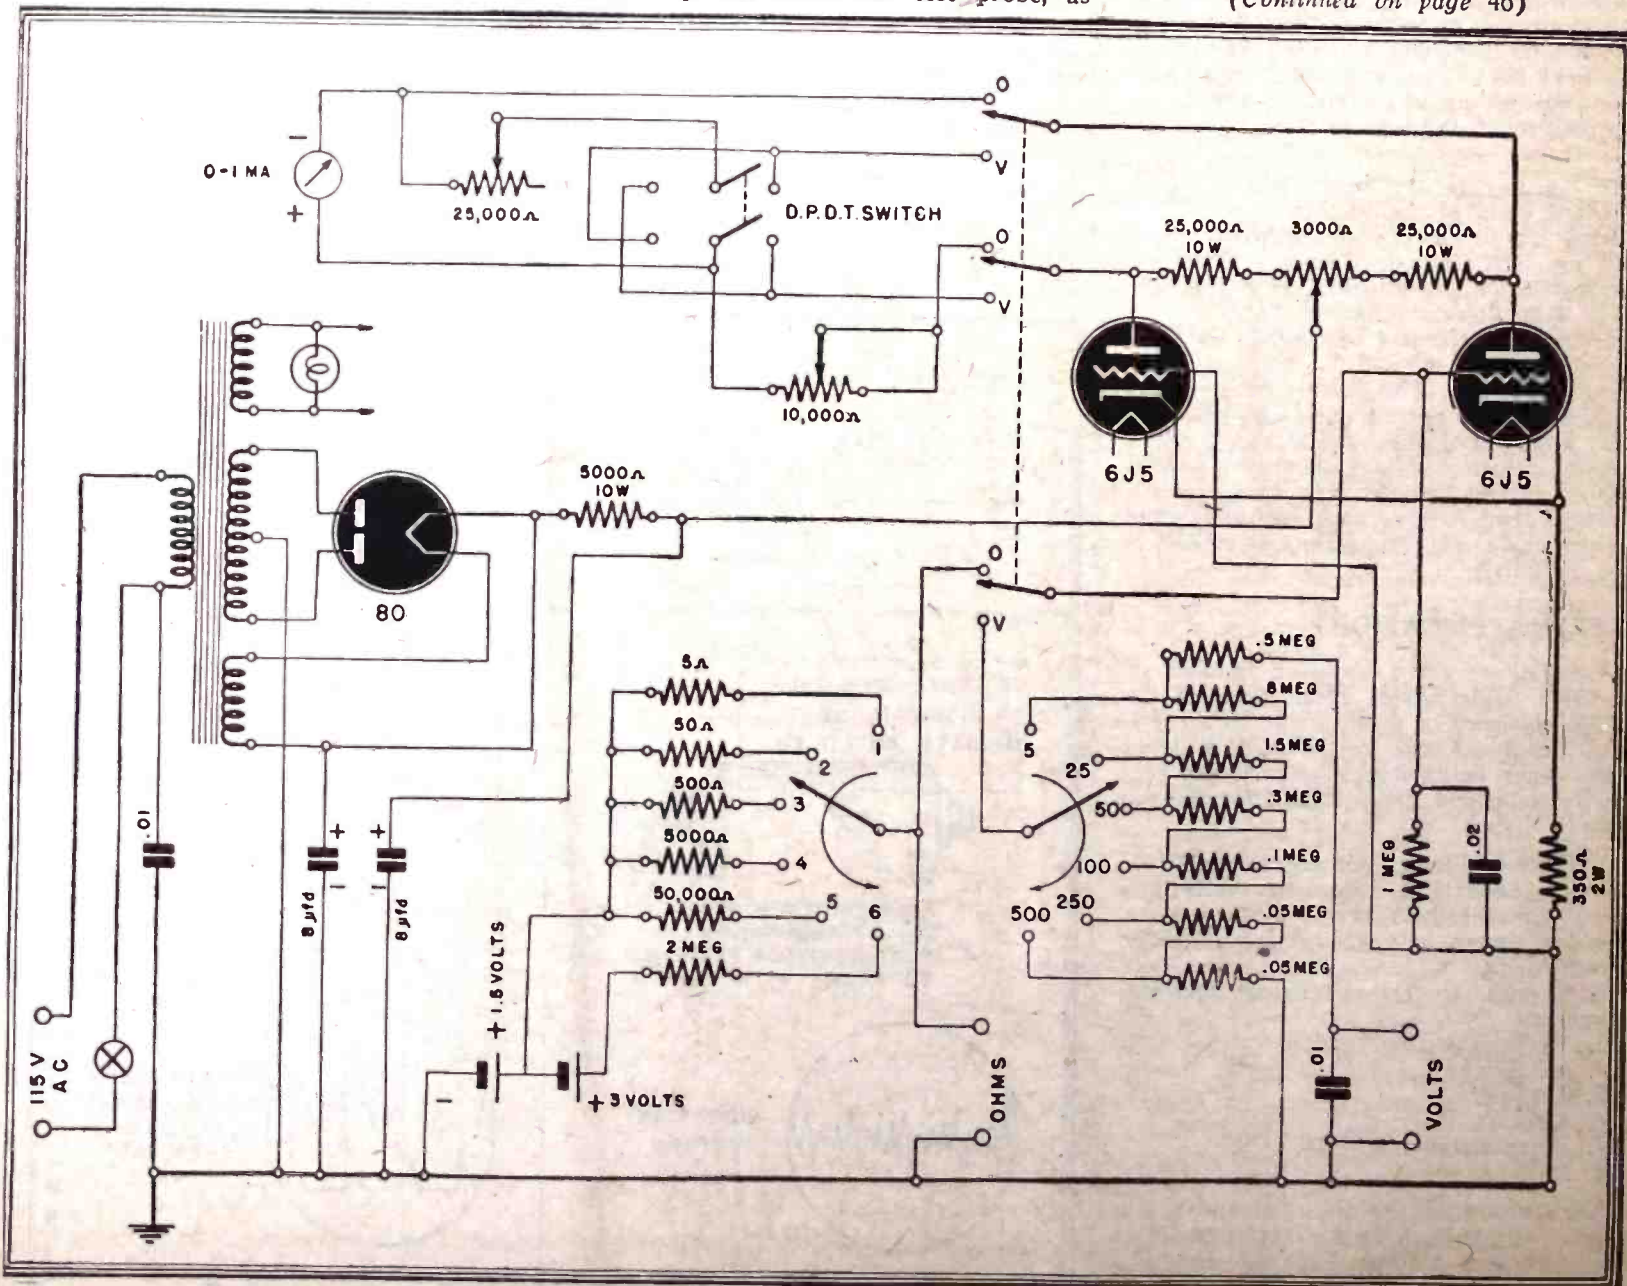 probe, as
(Continued on page 46)
O
V
0-1 MA
−
+
25,000Ω
D.P.D.T. SWITCH
O
V
10,000Ω
25,000Ω
10W
3000Ω
25,000Ω
10W
6J5
6J5
5000Ω
10W
80
O
V
5Ω
50Ω
500Ω
5000Ω
50,000Ω
2 MEG
1
2
3
4
5
6
5
25
50
100
250
500
.5 MEG
8 MEG
1.5 MEG
.3 MEG
.1 MEG
.05 MEG
.05 MEG
1 MEG
.02
350Ω
2W
.01
+
−
8 µfd
+
−
8 µfd
115 V
AC
+ 1.5 VOLTS
−
+ 3 VOLTS
OHMS
.01
VOLTS